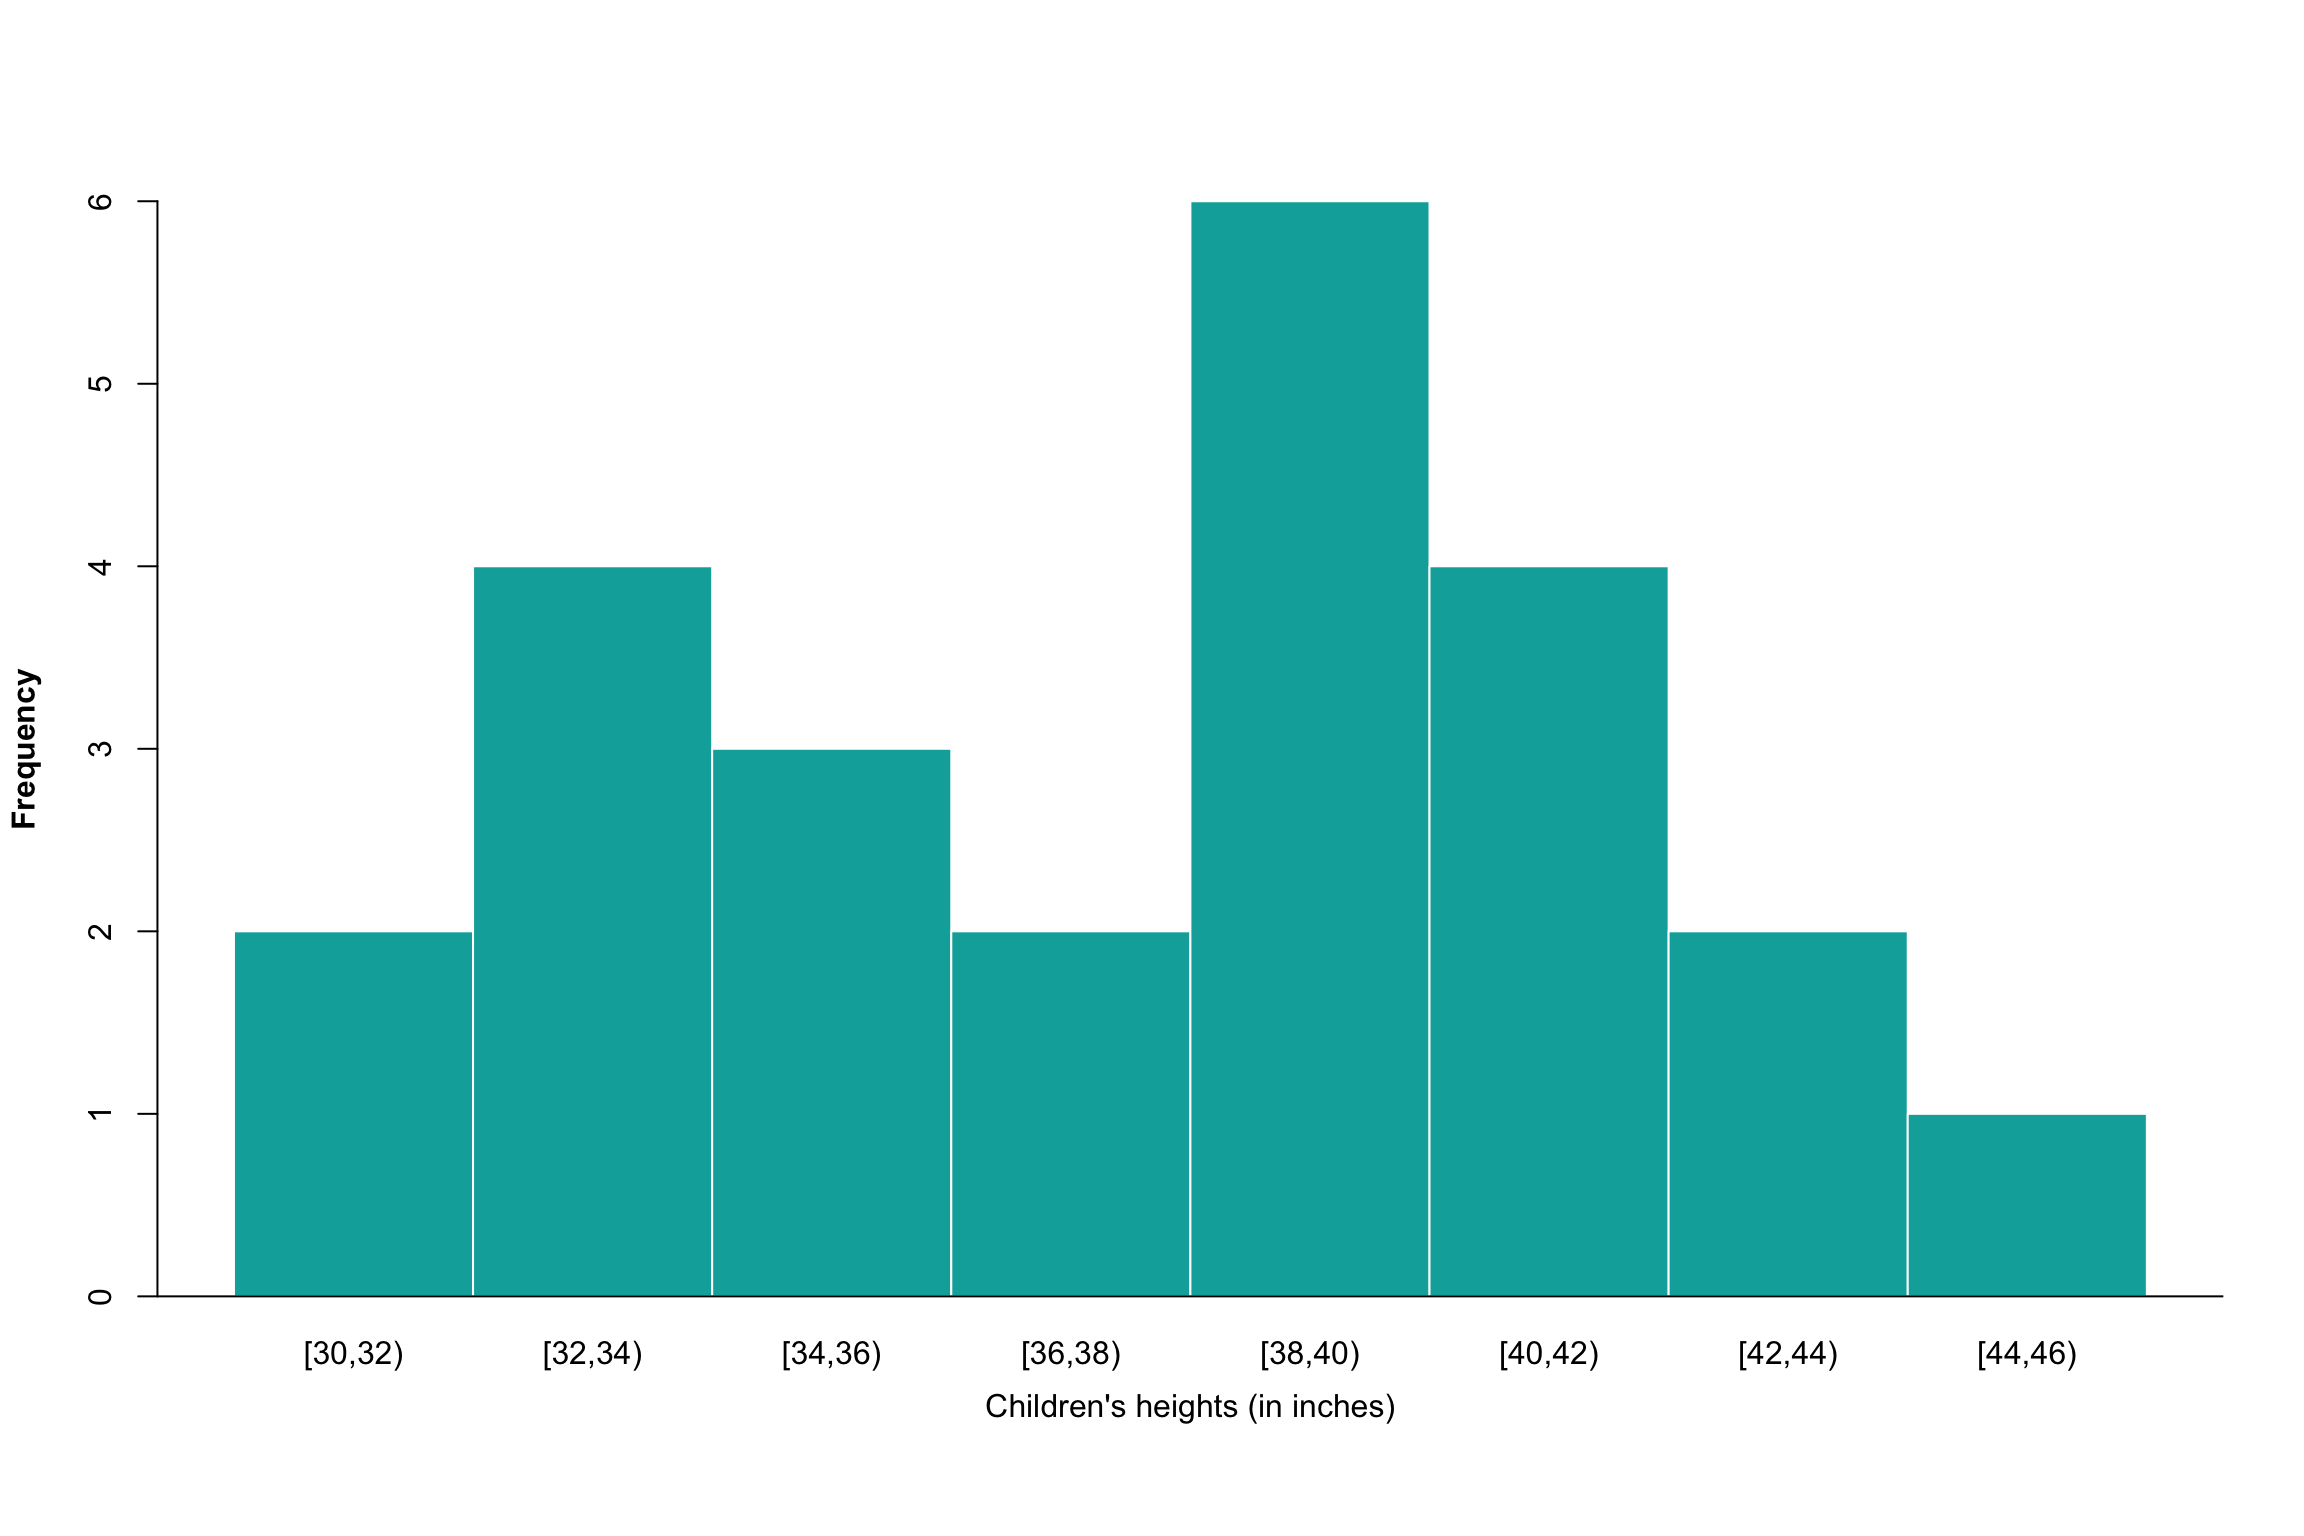 6
5
4
3
2
1
0
Frequency
[30,32) [32,34) [34,36) [36,38) [38,40) [40,42) [42,44) [44,46)
Children's heights (in inches)